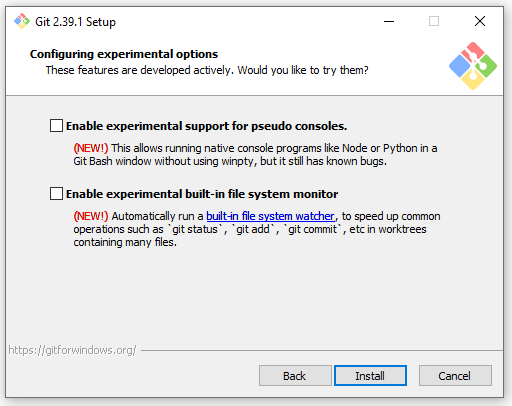 Git 2.39.1 Setup
Configuring experimental options
These features are developed actively. Would you like to try them?
Enable experimental support for pseudo consoles.
(NEW!) This allows running native console programs like Node or Python in a
Git Bash window without using winpty, but it still has known bugs.
Enable experimental built-in file system monitor
(NEW!) Automatically run a built-in file system watcher, to speed up common
operations such as `git status`, `git add`, `git commit`, etc in worktrees
containing many files.
https://gitforwindows.org/
Back
Install
Cancel